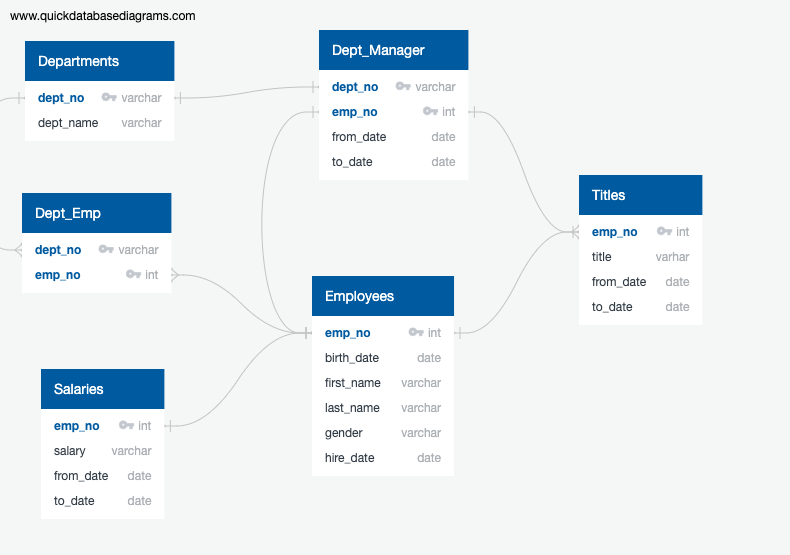 www.quickdatabasediagrams.com
Departments
dept_no varchar
dept_name varchar
Dept_Manager
dept_no varchar
emp_no int
from_date date
to_date date
Dept_Emp
dept_no varchar
emp_no int
Titles
emp_no int
title varhar
from_date date
to_date date
Employees
emp_no int
birth_date date
first_name varchar
last_name varchar
gender varchar
hire_date date
Salaries
emp_no int
salary varchar
from_date date
to_date date